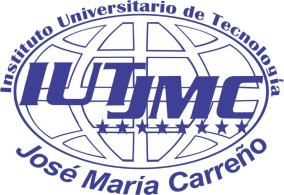 Instituto Universitario de Tecnología
IUTJMC
José María Carreño